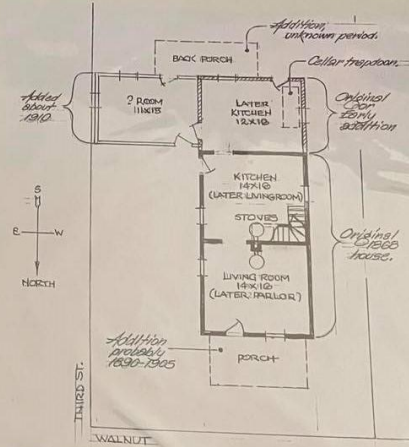 Addition,
unknown period.
BACK PORCH
Cellar trapdoor.
Added
about
1910
? ROOM
11X15
LATER
KITCHEN
12X16
Original
or
Early
addition
KITCHEN
14X16
(LATER LIVINGROOM)
STOVES
S
E W
NORTH
Original
1868
house.
LIVING ROOM
14X16
(LATER PARLOR)
Addition
probably
1890-1905
PORCH
THIRD ST.
WALNUT